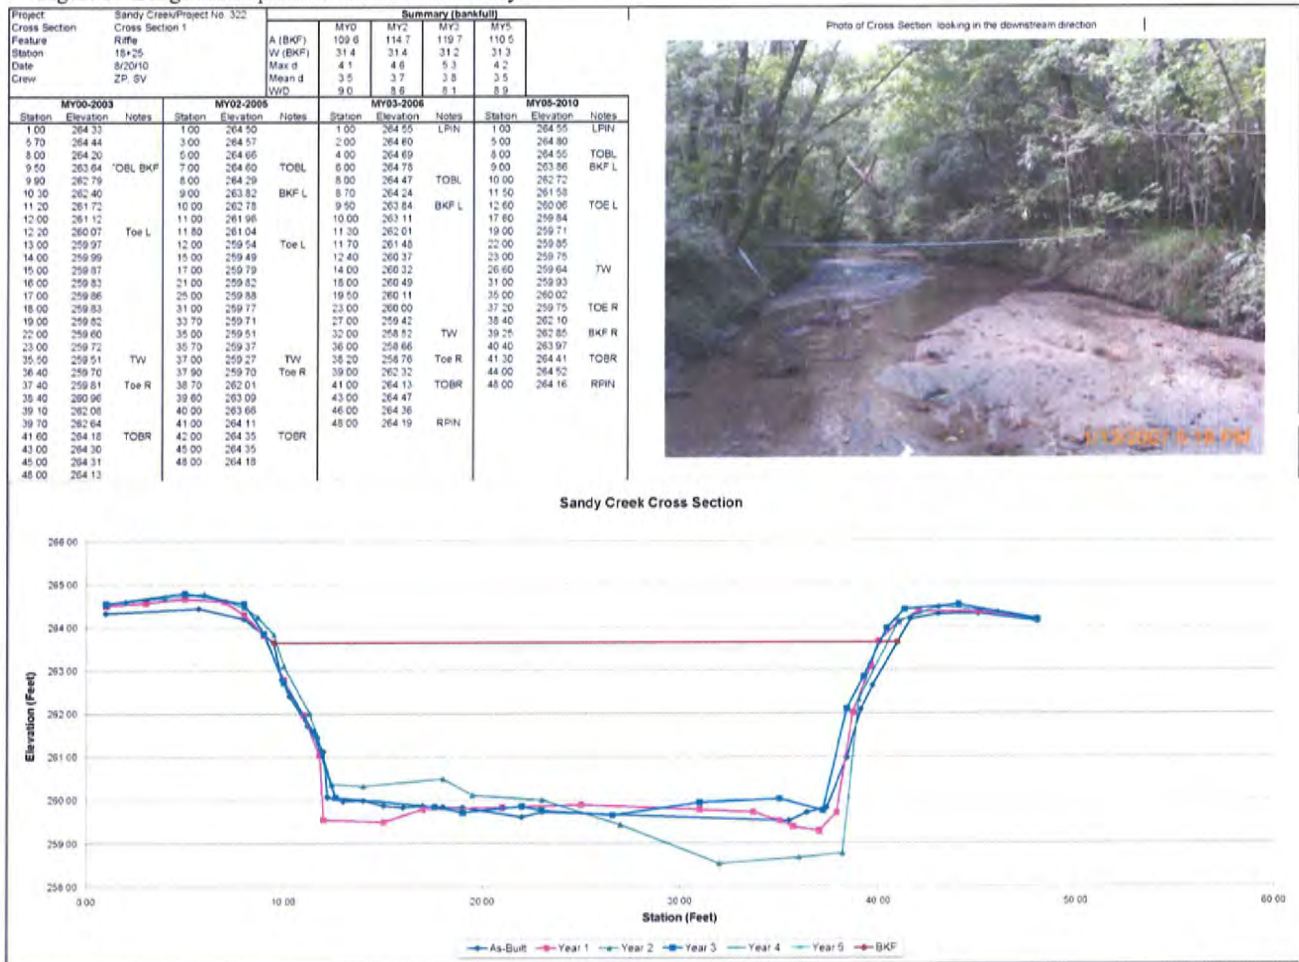 Project Sandy Creek/Project No. 322 Summary (bankfull)
Cross Section Cross Section 1 MY0 MY2 MY3 MY5
Feature Riffle A (BKF) 109.6 114.7 119.7 110.5
Station 18+25 W (BKF) 31.4 31.4 31.2 31.3
Date 8/20/10 Max d 4.1 4.6 5.3 4.2
Crew ZP, SV Mean d 3.5 3.7 3.8 3.5
W/D 9.0 8.6 8.1 8.9
MY00-2003 MY02-2005 MY03-2006 MY05-2010
Station Elevation Notes Station Elevation Notes Station Elevation Notes Station Elevation Notes
1.00 264.33 1.00 264.50 1.00 264.55 LPIN 1.00 264.55 LPIN
5.70 264.44 3.00 264.57 2.00 264.60 5.00 264.80
8.00 264.20 5.00 264.66 4.00 264.69 8.00 264.55 TOBL
9.50 263.64 TOBL BKF 7.00 264.60 TOBL 6.00 264.78 9.00 263.86 BKF L
9.90 262.79 8.00 264.29 8.00 264.47 TOBL 10.00 262.72
10.30 262.40 9.00 263.82 BKF L 8.70 264.24 11.50 261.58
11.20 261.72 10.00 262.78 9.50 263.84 BKF L 12.60 260.06 TOE L
12.00 261.12 11.00 261.96 10.00 263.11 17.60 259.84
12.20 260.07 Toe L 11.80 261.04 11.30 262.01 19.00 259.71
13.00 259.97 12.00 259.54 Toe L 11.70 261.48 22.00 259.85
14.00 259.99 15.00 259.49 12.40 260.37 23.00 259.75
15.00 259.87 17.00 259.79 14.00 260.32 26.60 259.64 TW
16.00 259.83 21.00 259.82 18.00 260.49 31.00 259.93
17.00 259.86 25.00 259.88 19.50 260.11 35.00 260.02
18.00 259.83 31.00 259.77 23.00 260.00 37.20 259.75 TOE R
19.00 259.82 33.70 259.71 27.00 259.42 38.40 262.10
22.00 259.60 35.00 259.51 32.00 258.52 TW 39.25 262.85 BKF R
23.00 259.72 35.70 259.37 36.00 258.66 40.40 263.97
35.50 259.51 TW 37.00 259.27 TW 38.20 258.76 Toe R 41.30 264.41 TOBR
36.40 259.70 37.90 259.70 Toe R 39.00 262.32 44.00 264.52
37.40 259.81 Toe R 38.70 262.01 41.00 264.13 TOBR 48.00 264.16 RPIN
38.40 260.96 39.60 263.09 43.00 264.47
39.10 262.08 40.00 263.66 46.00 264.36
39.70 262.64 41.00 264.11 48.00 264.19 RPIN
41.60 264.18 TOBR 42.00 264.35 TOBR
43.00 264.30 45.00 264.35
45.00 264.31 48.00 264.18
48.00 264.13
Photo of Cross Section looking in the downstream direction
Sandy Creek Cross Section
266.00
265.00
264.00
263.00
262.00
261.00
260.00
259.00
258.00
Elevation (Feet)
0.00 10.00 20.00 30.00 40.00 50.00 60.00
Station (Feet)
As-Built Year 1 Year 2 Year 3 Year 4 Year 5 BKF